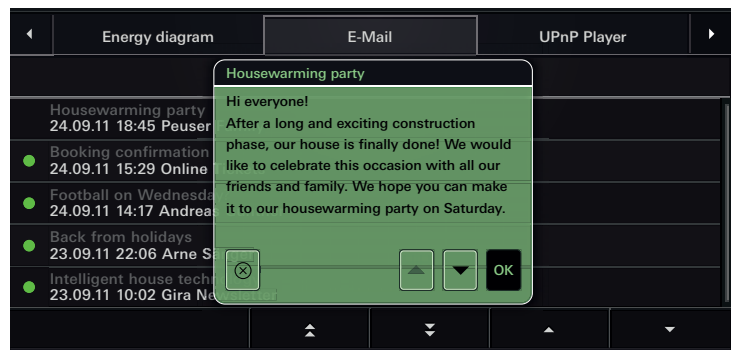 Energy diagram
E-Mail
UPnP Player
Housewarming party
Hi everyone!
After a long and exciting construction
phase, our house is finally done! We would
like to celebrate this occasion with all our
friends and family. We hope you can make
it to our housewarming party on Saturday.
OK
Housewarming party
24.09.11 18:45 Peuser
Booking confirmation
24.09.11 15:29 Online
Football on Wednesday
24.09.11 14:17 Andreas
Back from holidays
23.09.11 22:06 Arne
Intelligent house
23.09.11 10:02 Gira Newsletter